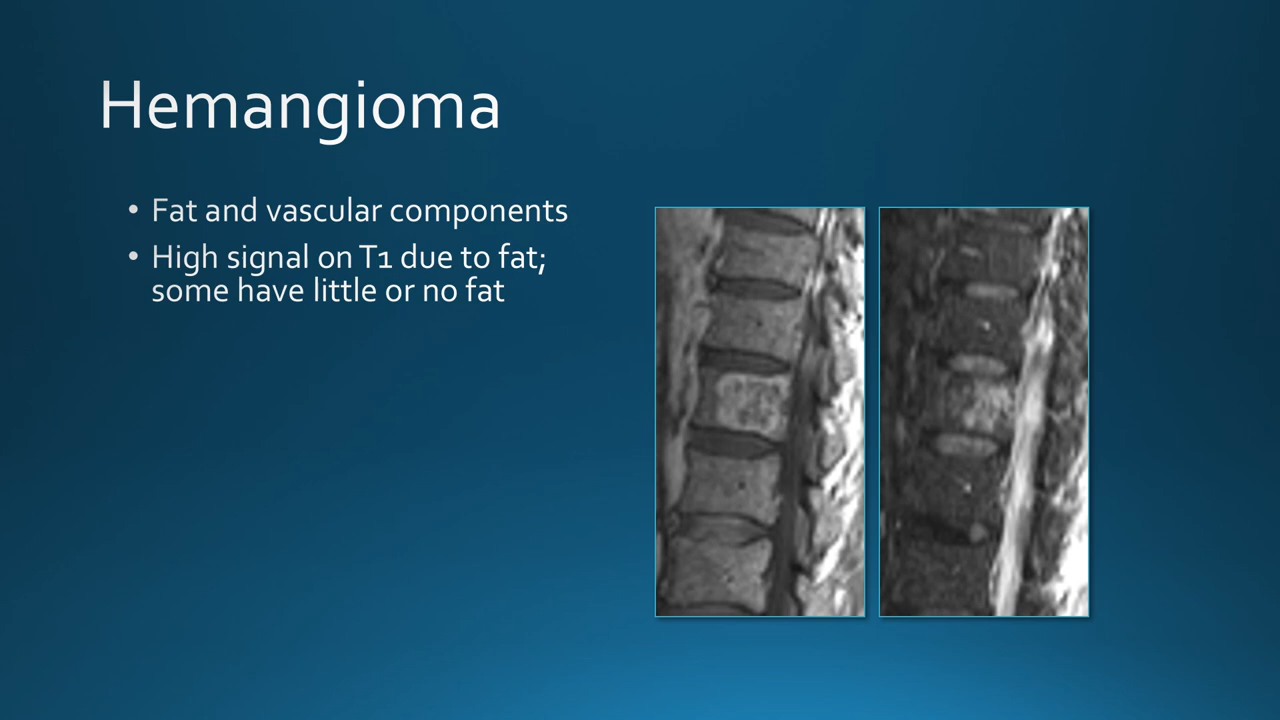 Hemangioma
• Fat and vascular components
• High signal on T1 due to fat;
some have little or no fat